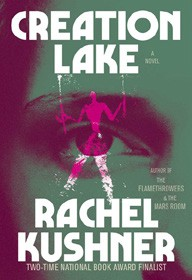 CREATION
LAKE
A
NOVEL
AUTHOR OF
THE
FLAMETHROWERS
& THE
MARS ROOM
RACHEL
KUSHNER
TWO-TIME NATIONAL BOOK AWARD FINALIST